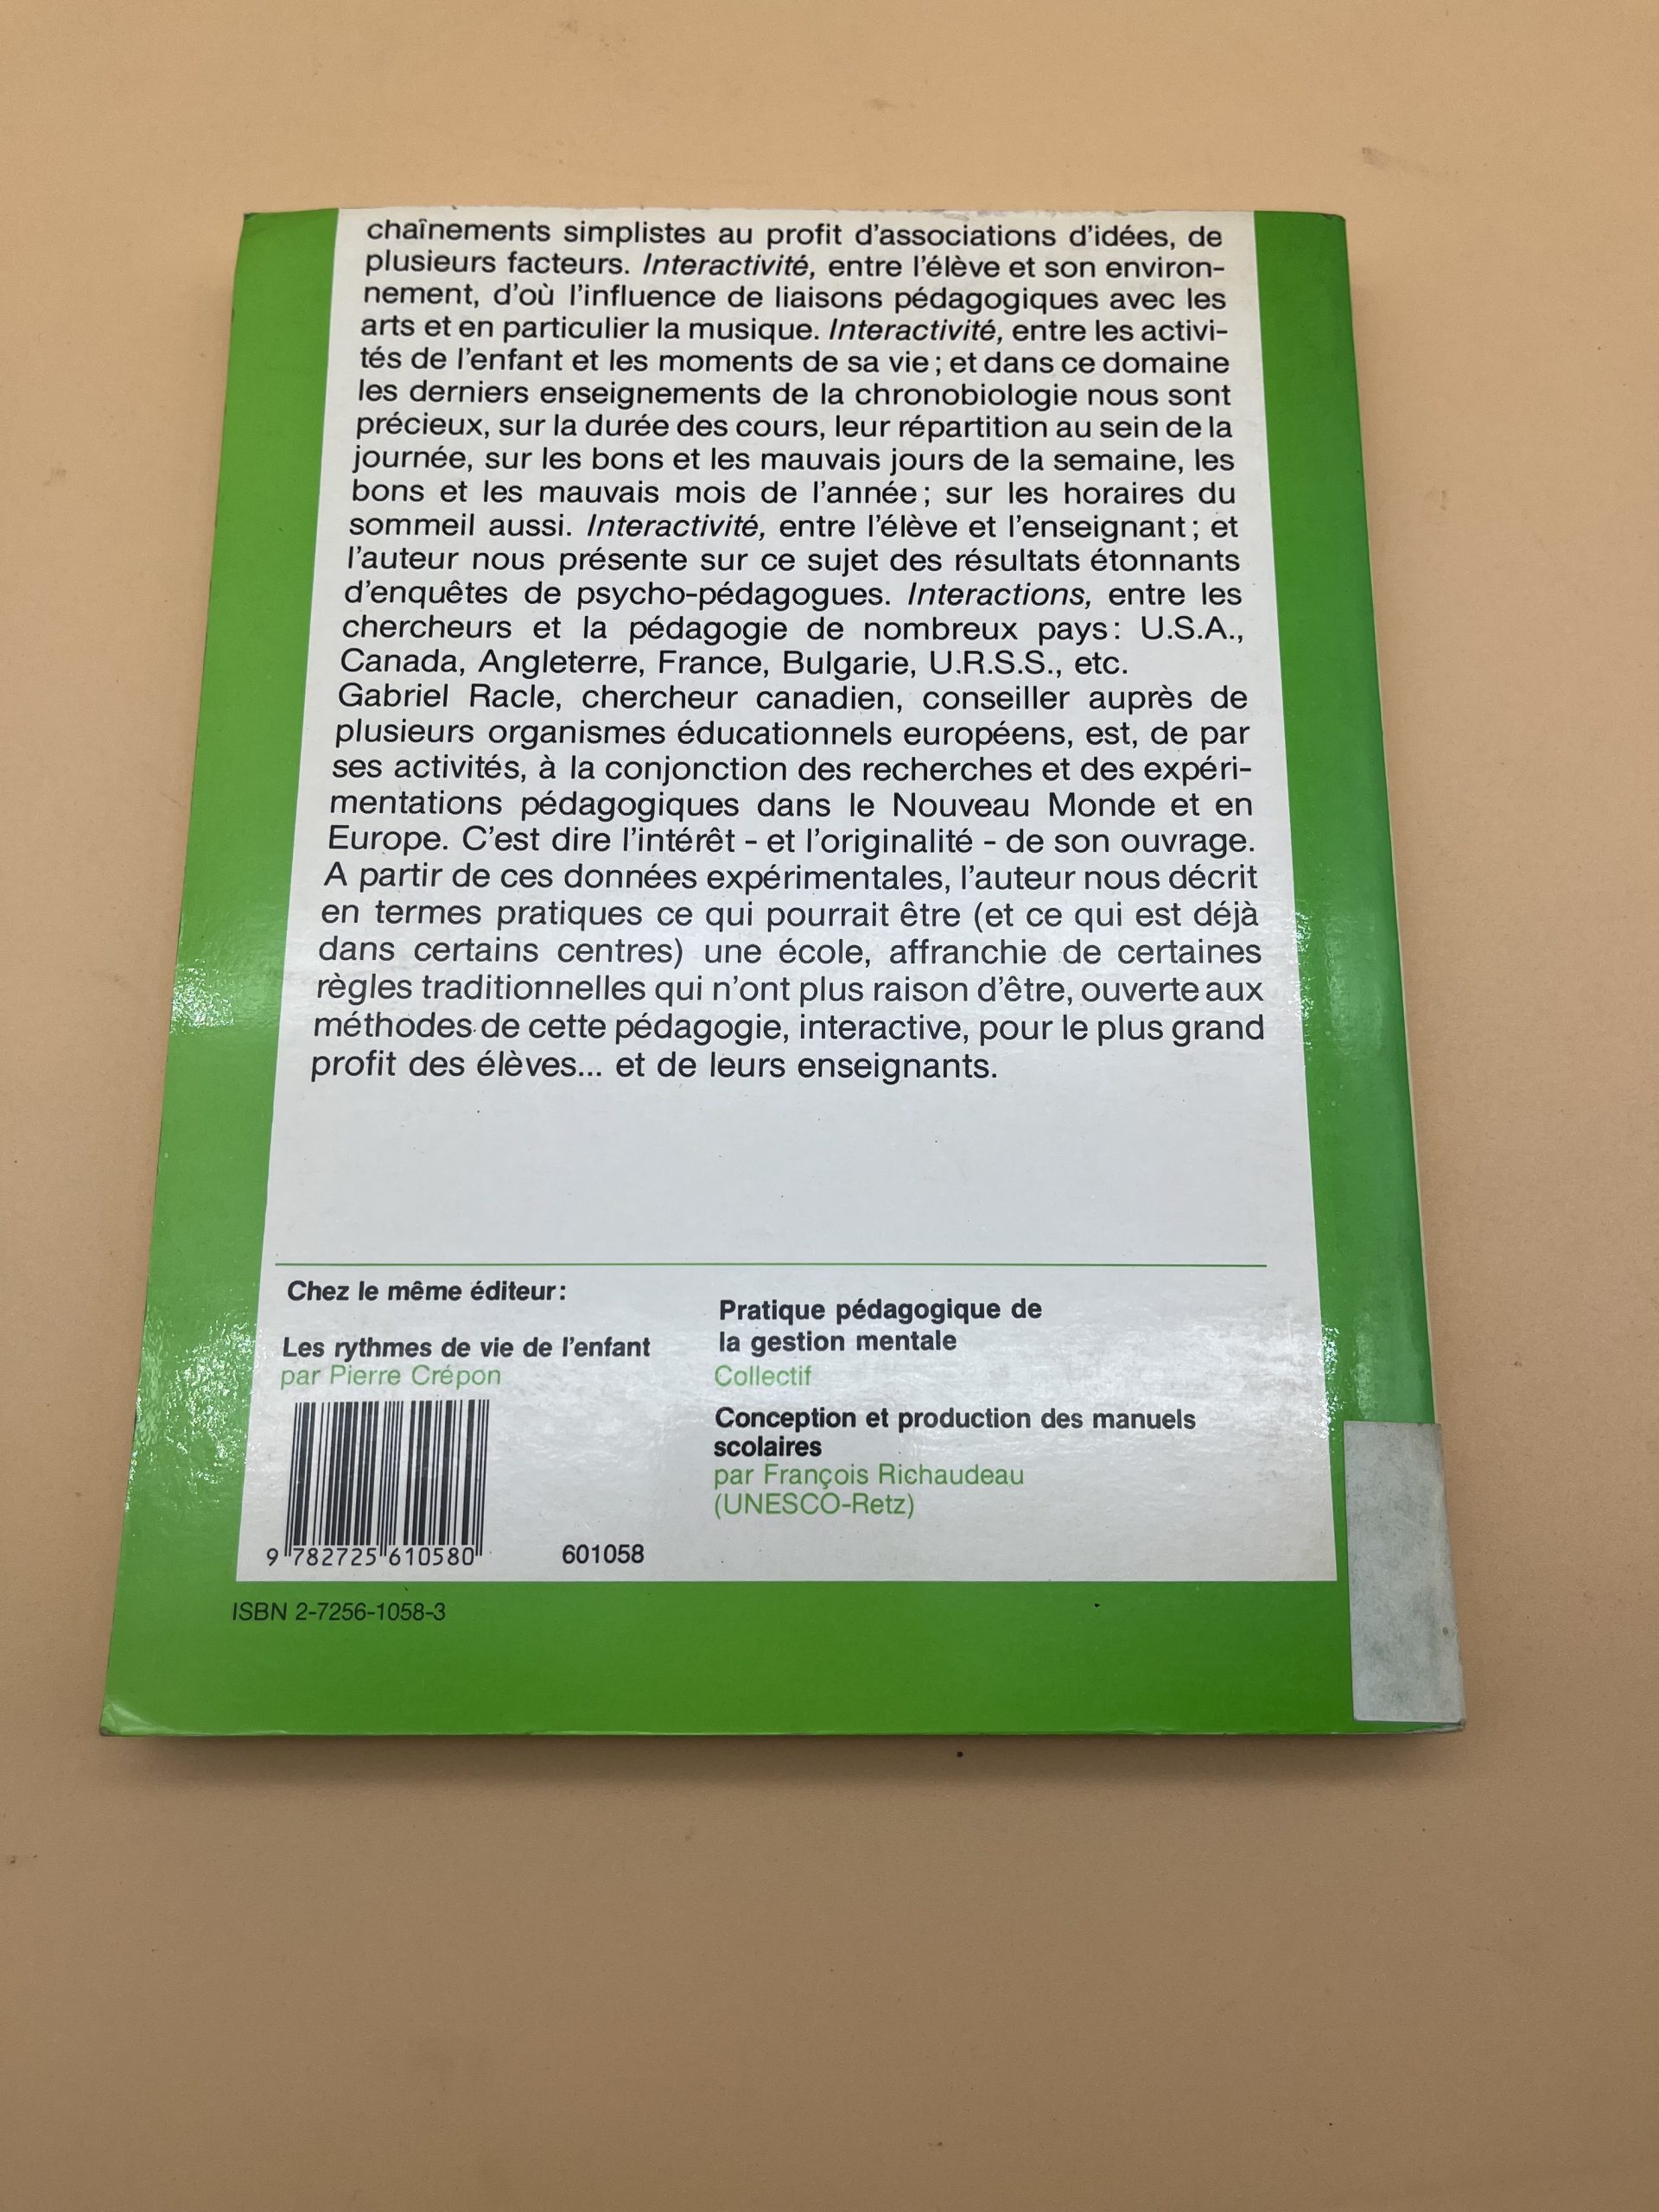 chaînements simplistes au profit d'associations d'idées, de
plusieurs facteurs. Interactivité, entre l'élève et son environ-
nement, d'où l'influence de liaisons pédagogiques avec les
arts et en particulier la musique. Interactivité, entre les activi-
tés de l'enfant et les moments de sa vie ; et dans ce domaine
les derniers enseignements de la chronobiologie nous sont
précieux, sur la durée des cours, leur répartition au sein de la
journée, sur les bons et les mauvais jours de la semaine, les
bons et les mauvais mois de l'année ; sur les horaires du
sommeil aussi. Interactivité, entre l'élève et l'enseignant ; et
l'auteur nous présente sur ce sujet des résultats étonnants
d'enquêtes de psycho-pédagogues. Interactions, entre les
chercheurs et la pédagogie de nombreux pays : U.S.A.,
Canada, Angleterre, France, Bulgarie, U.R.S.S., etc.
Gabriel Racle, chercheur canadien, conseiller auprès de
plusieurs organismes éducationnels européens, est, de par
ses activités, à la conjonction des recherches et des expéri-
mentations pédagogiques dans le Nouveau Monde et en
Europe. C'est dire l'intérêt - et l'originalité - de son ouvrage.
A partir de ces données expérimentales, l'auteur nous décrit
en termes pratiques ce qui pourrait être (et ce qui est déjà
dans certains centres) une école, affranchie de certaines
règles traditionnelles qui n'ont plus raison d'être, ouverte aux
méthodes de cette pédagogie, interactive, pour le plus grand
profit des élèves... et de leurs enseignants.
Chez le même éditeur :
Les rythmes de vie de l'enfant
par Pierre Crépon
Pratique pédagogique de
la gestion mentale
Collectif
Conception et production des manuels
scolaires
par François Richaudeau
(UNESCO-Retz)
9 782725 610580
601058
ISBN 2-7256-1058-3